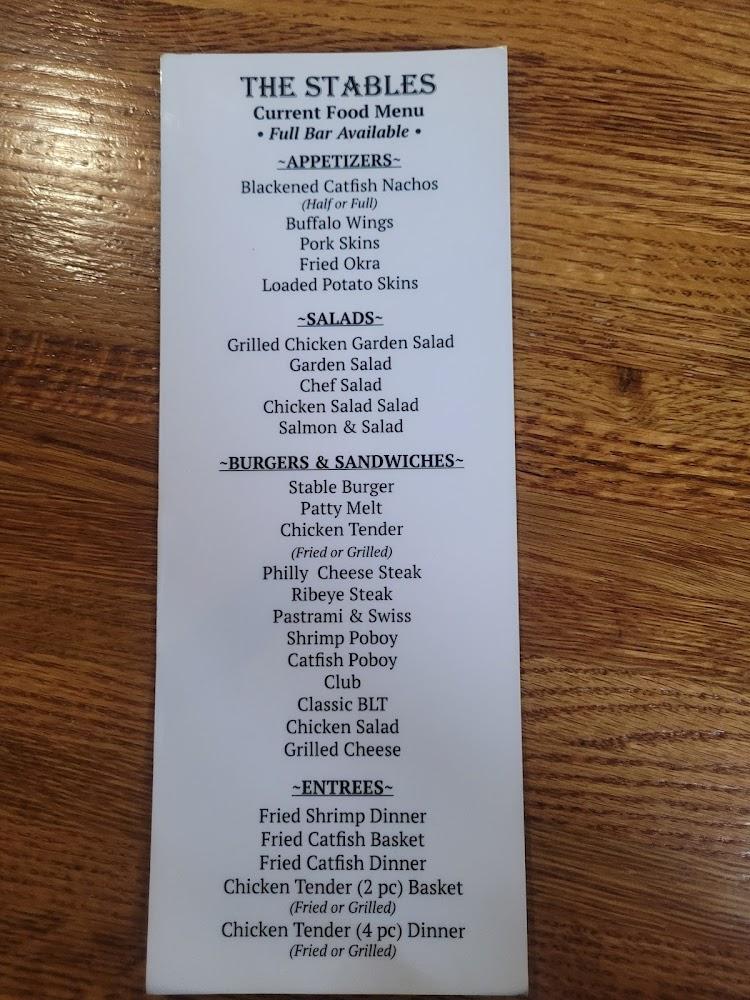 THE STABLES
Current Food Menu
• Full Bar Available •
~APPETIZERS~
Blackened Catfish Nachos
(Half or Full)
Buffalo Wings
Pork Skins
Fried Okra
Loaded Potato Skins
~SALADS~
Grilled Chicken Garden Salad
Garden Salad
Chef Salad
Chicken Salad Salad
Salmon & Salad
~BURGERS & SANDWICHES~
Stable Burger
Patty Melt
Chicken Tender
(Fried or Grilled)
Philly Cheese Steak
Ribeye Steak
Pastrami & Swiss
Shrimp Poboy
Catfish Poboy
Club
Classic BLT
Chicken Salad
Grilled Cheese
~ENTREES~
Fried Shrimp Dinner
Fried Catfish Basket
Fried Catfish Dinner
Chicken Tender (2 pc) Basket
(Fried or Grilled)
Chicken Tender (4 pc) Dinner
(Fried or Grilled)